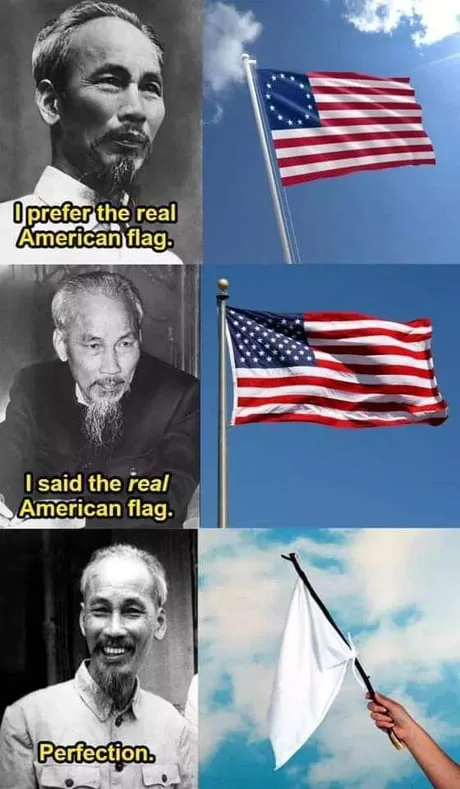 I prefer the real
American flag.
I said the real
American flag.
Perfection.